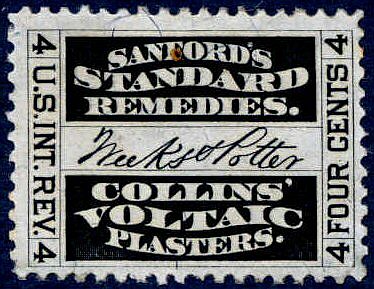 4 U.S. INT. REV. 4
SANFORD'S
STANDARD
REMEDIES.
Weeks & Potter
COLLINS'
VOLTAIC
PLASTERS.
4 FOUR CENTS 4